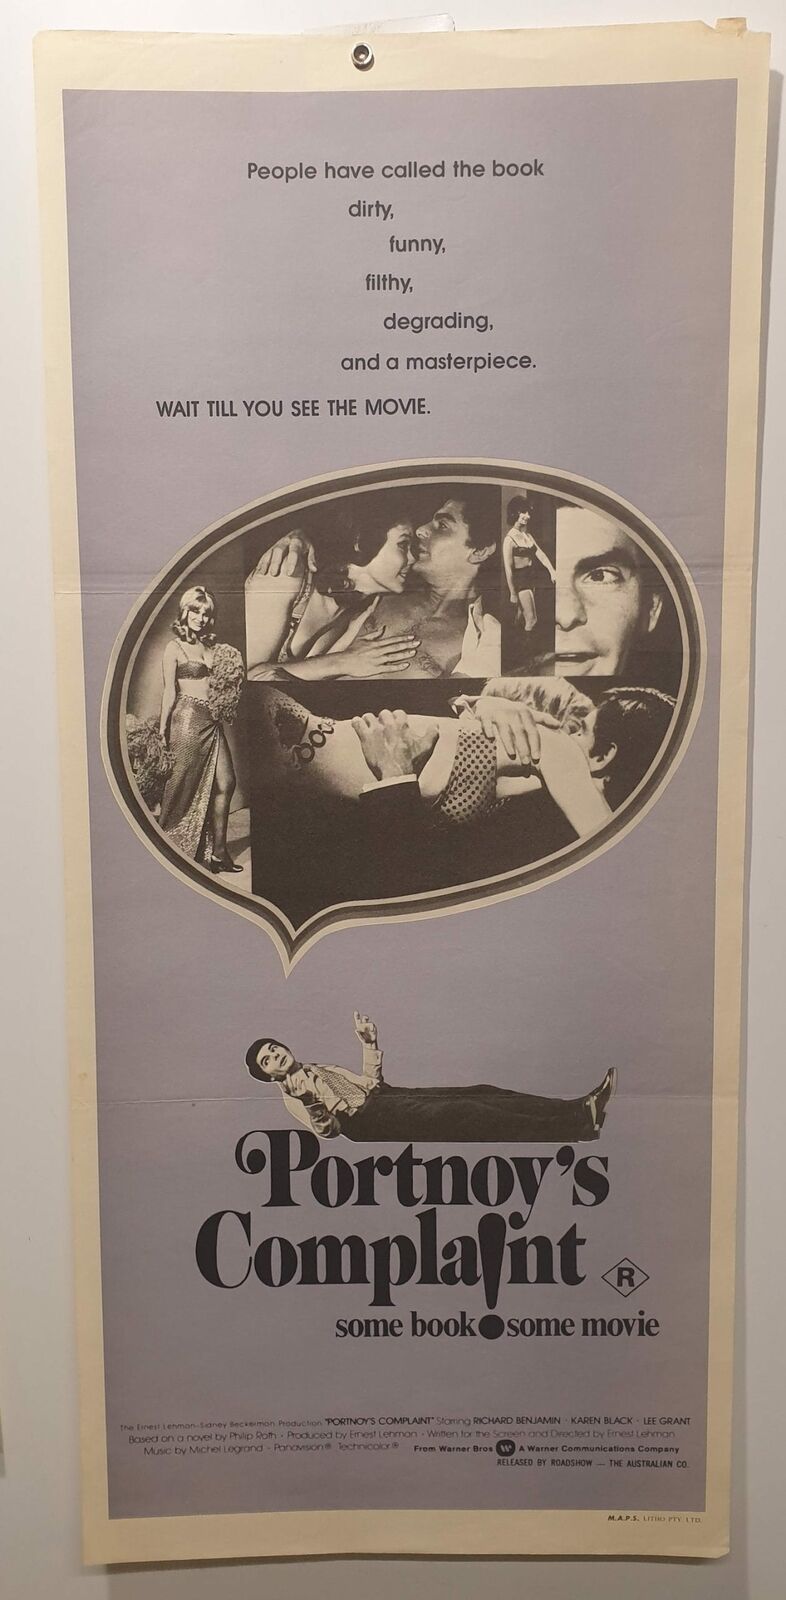 People have called the book
dirty,
funny,
filthy,
degrading,
and a masterpiece.
WAIT TILL YOU SEE THE MOVIE.
Portnoy's
Compla!nt R
some book some movie
The Ernest Lehman-Sidney Beckerman Production "PORTNOY'S COMPLAINT" Starring RICHARD BENJAMIN · KAREN BLACK · LEE GRANT
Based on a novel by Philip Roth · Produced by Ernest Lehman · Written for the Screen and Directed by Ernest Lehman
Music by Michel Legrand · Panavision® Technicolor® From Warner Bros W A Warner Communications Company
RELEASED BY ROADSHOW — THE AUSTRALIAN CO.
M.A.P.S. LITHO PTY. LTD.